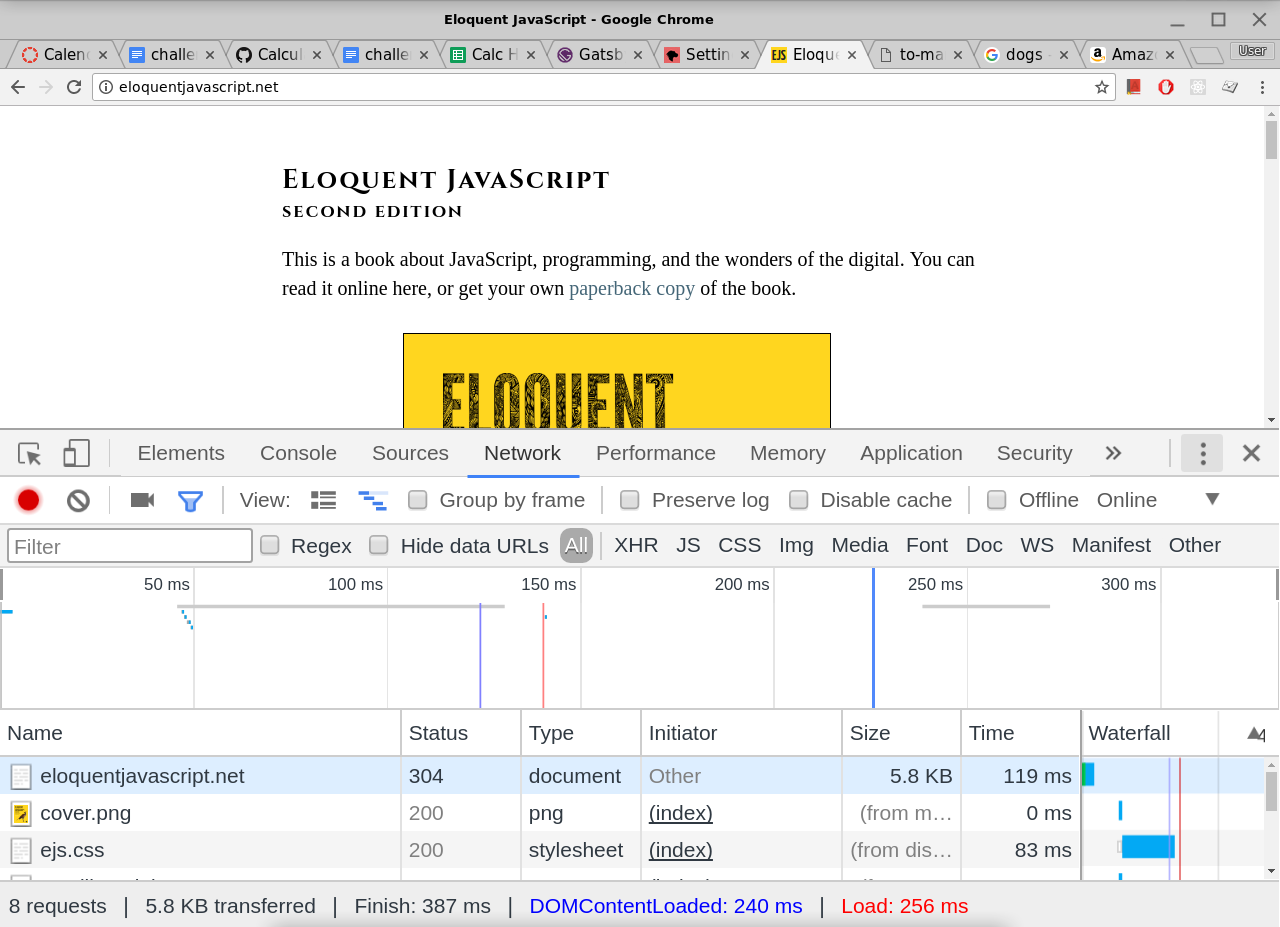 Eloquent JavaScript - Google Chrome
Calen challe Calcul challe Calc H Gatsb Settin EJS Eloque to-ma dogs - Amaz User
eloquentjavascript.net
Eloquent JavaScript
second edition
This is a book about JavaScript, programming, and the wonders of the digital. You can
read it online here, or get your own paperback copy of the book.
ELOQUENT
Elements Console Sources Network Performance Memory Application Security
View: Group by frame Preserve log Disable cache Offline Online
Filter Regex Hide data URLs All XHR JS CSS Img Media Font Doc WS Manifest Other
50 ms 100 ms 150 ms 200 ms 250 ms 300 ms
Name Status Type Initiator Size Time Waterfall 4
eloquentjavascript.net 304 document Other 5.8 KB 119 ms
cover.png 200 png (index) (from m… 0 ms
ejs.css 200 stylesheet (index) (from dis… 83 ms
8 requests | 5.8 KB transferred | Finish: 387 ms | DOMContentLoaded: 240 ms | Load: 256 ms